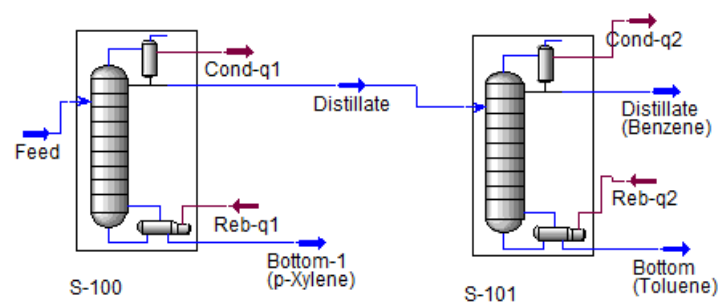 Cond-q1
Distillate
Feed
Reb-q1
Bottom-1
(p-Xylene)
S-100
Cond-q2
Distillate
(Benzene)
Reb-q2
Bottom
(Toluene)
S-101